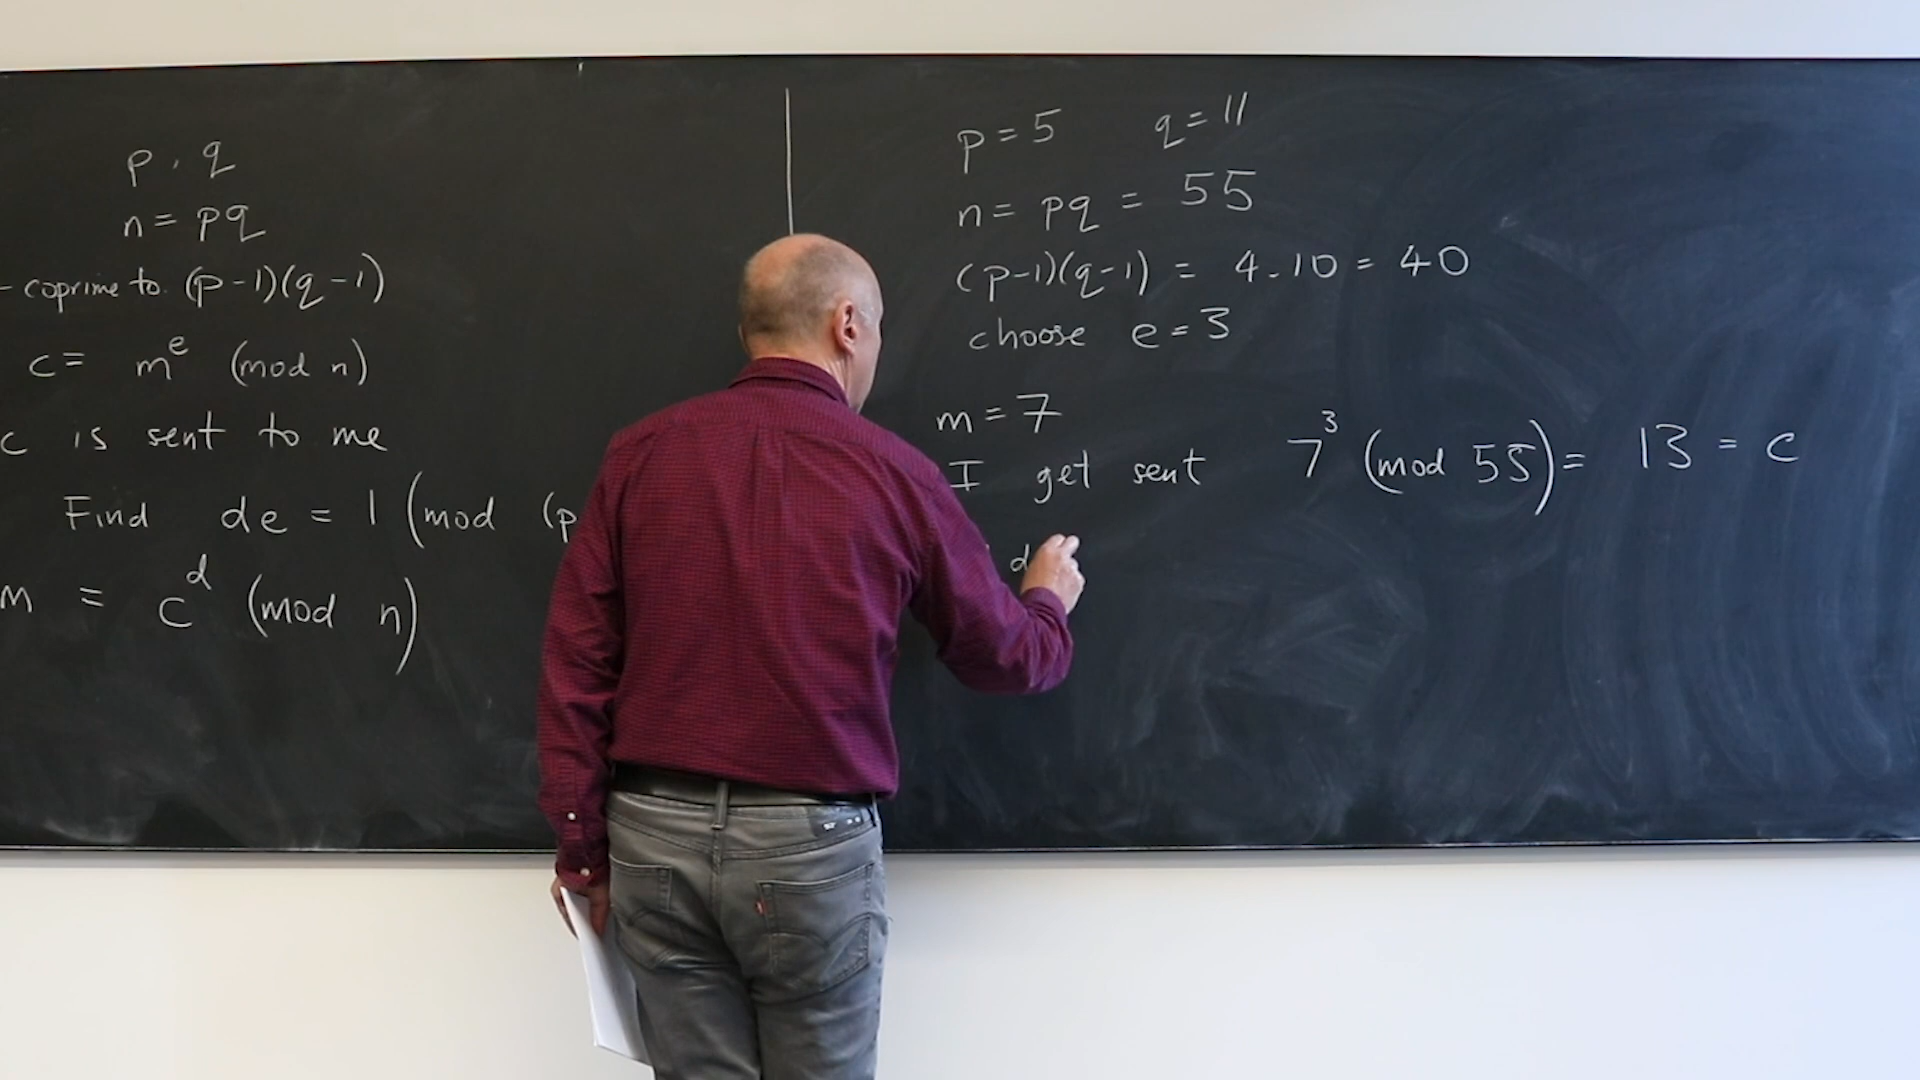 p, q
n = pq
- coprime to (p-1)(q-1)
c = m^e (mod n)
c is sent to me
Find de = 1 (mod (p
m = c^d (mod n)
p = 5 q = 11
n = pq = 55
(p-1)(q-1) = 4.10 = 40
choose e = 3
m = 7
I get sent 7^3 (mod 55) = 13 = c
d